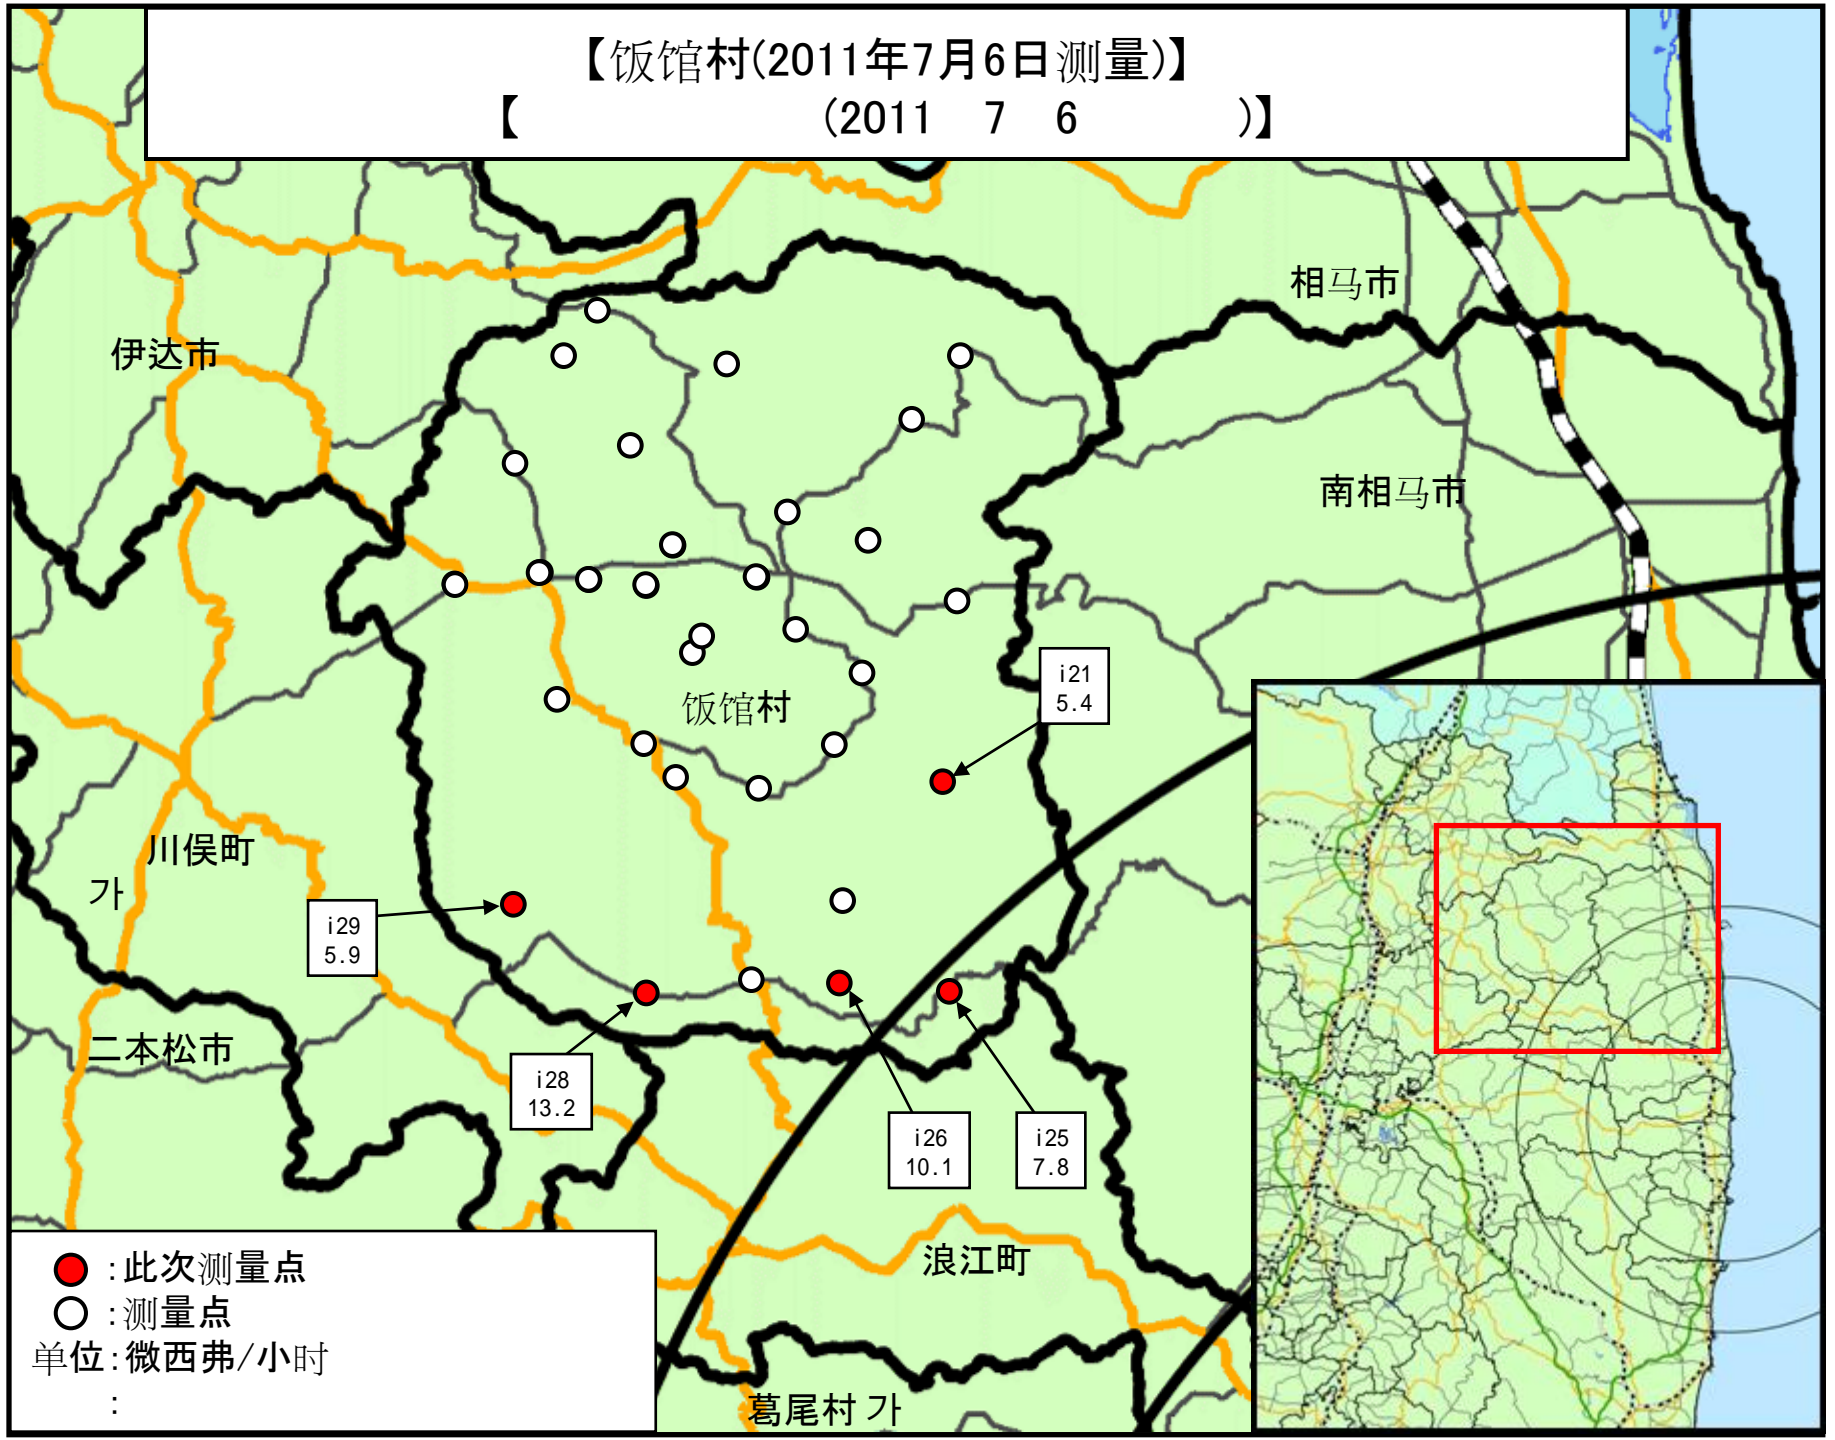 【饭馆村(2011年7月6日测量)】
【 (2011 7 6 )】
相马市
伊达市
南相马市
i21
5.4
饭馆村
川俣町
가
i29
5.9
二本松市
i28
13.2
i26
10.1
i25
7.8
浪江町
:此次测量点
:测量点
单位:微西弗/小时
:
葛尾村 가